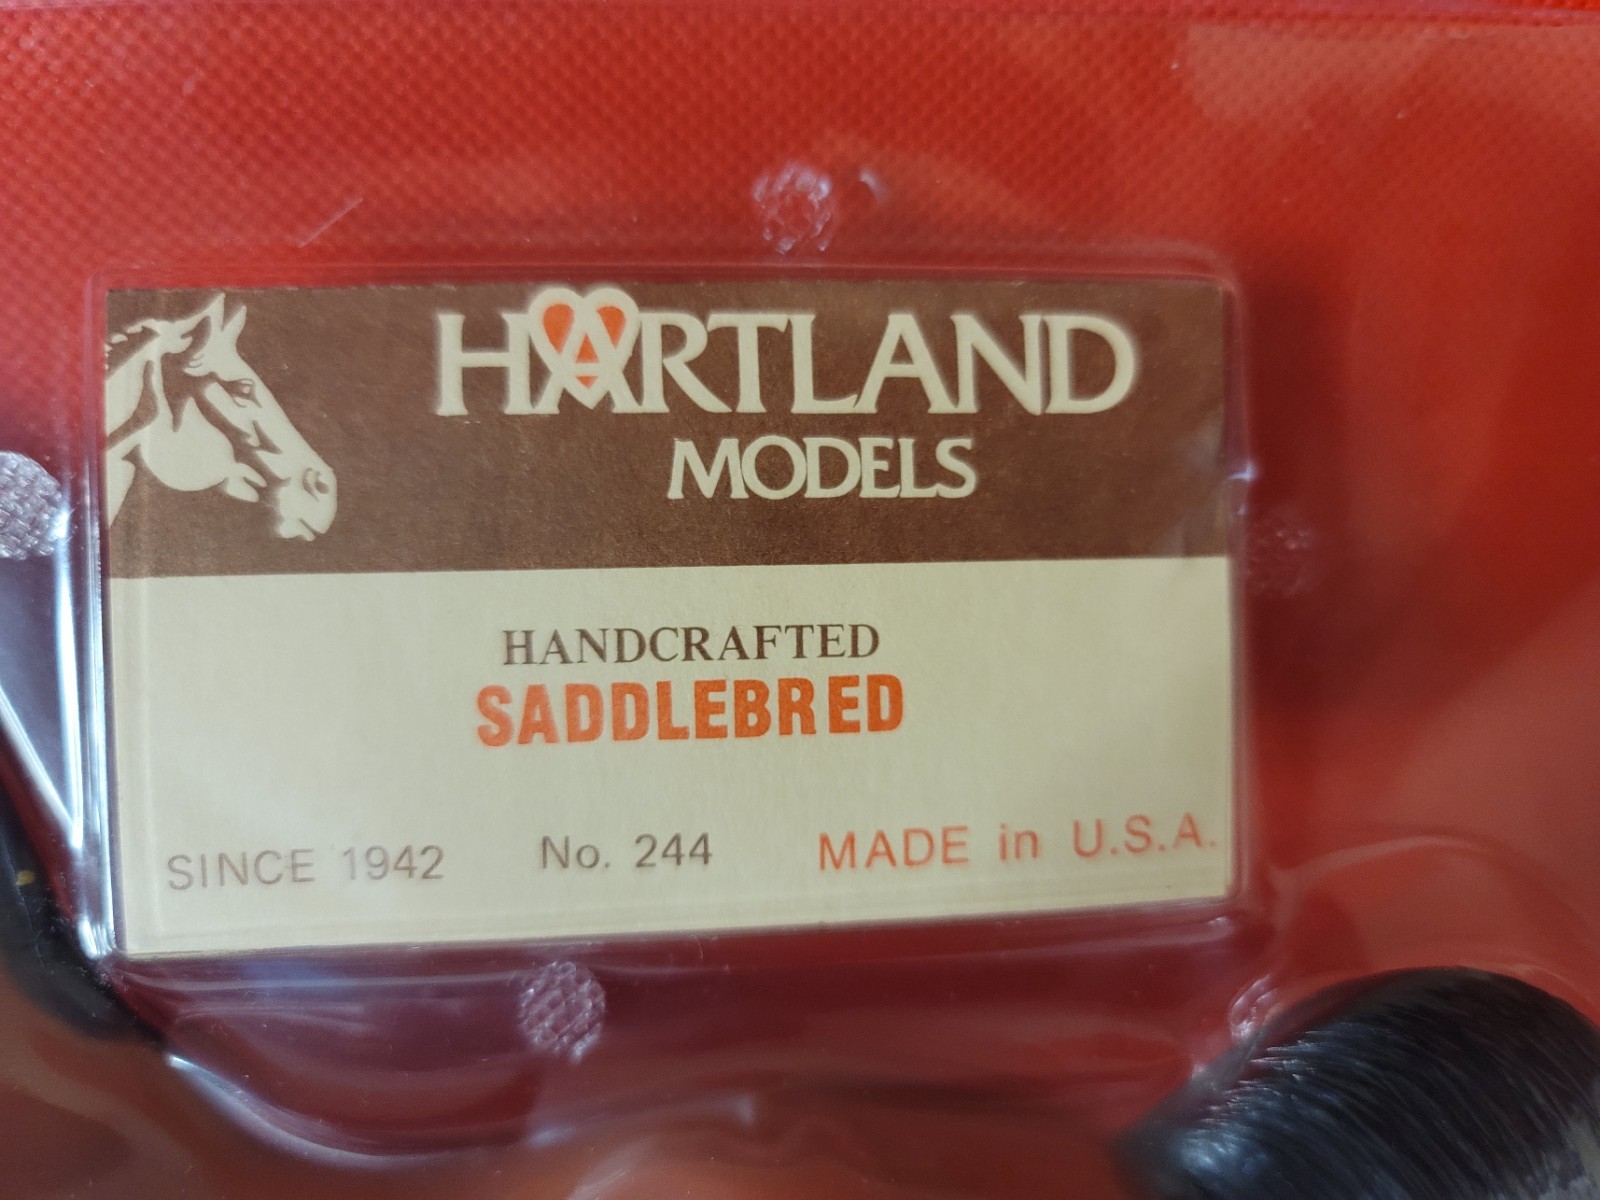 HARTLAND
MODELS
HANDCRAFTED
SADDLEBRED
SINCE 1942 No. 244 MADE in U.S.A.